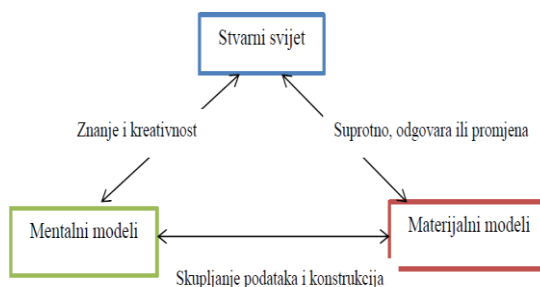 Stvarni svijet
Znanje i kreativnost
Suprotno, odgovara ili promjena
Mentalni modeli
Materijalni modeli
Skupljanje podataka i konstrukcija